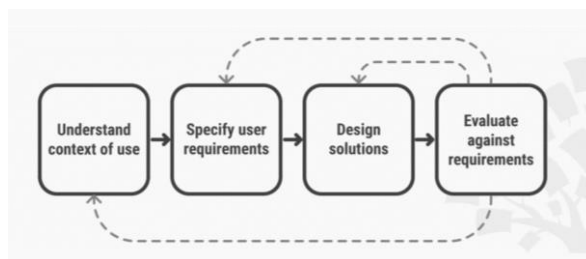 Understand
context of use
Specify user
requirements
Design
solutions
Evaluate
against
requirements